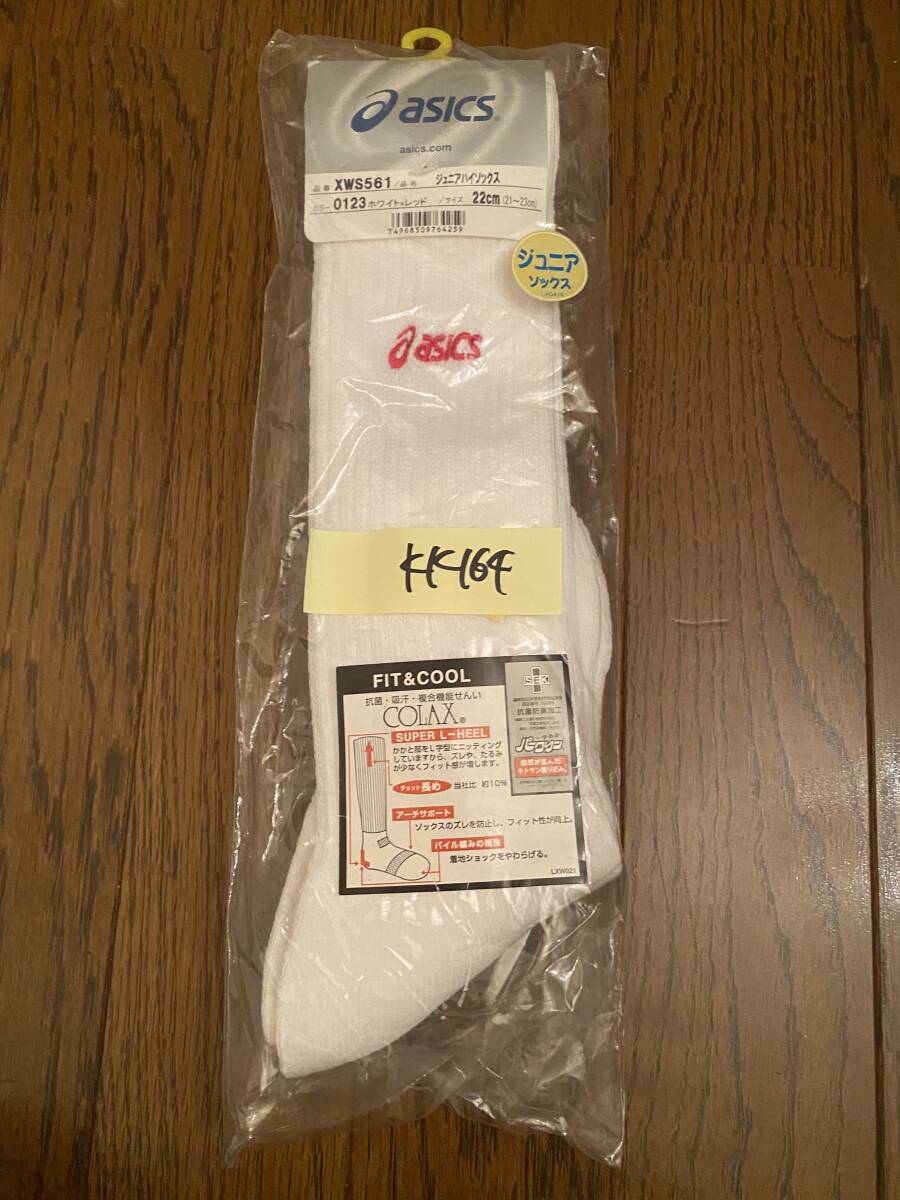 asics
asics.com
品番 XWS561 /品名 ジュニアハイソックス
カラー 0123 ホワイト×レッド /サイズ 22cm (21~23cm)
T4968509764259
ジュニア
ソックス
asics
KK164
FIT&COOL
抗菌・吸汗・複合機能せんい
COLAX®
SUPER L-HEEL
かかと部をL字型にニッティング
していますから、ズレや、たるみ
が少なくフィット感が増します。
チョット長め 当社比 約10%
アーチサポート
ソックスのズレを防止し、フィット性が向上。
パイル編みの補強
着地ショックをやわらげる。
LXW021
SEK
抗菌防臭加工
自然が生んだ
キトサン練り込み。